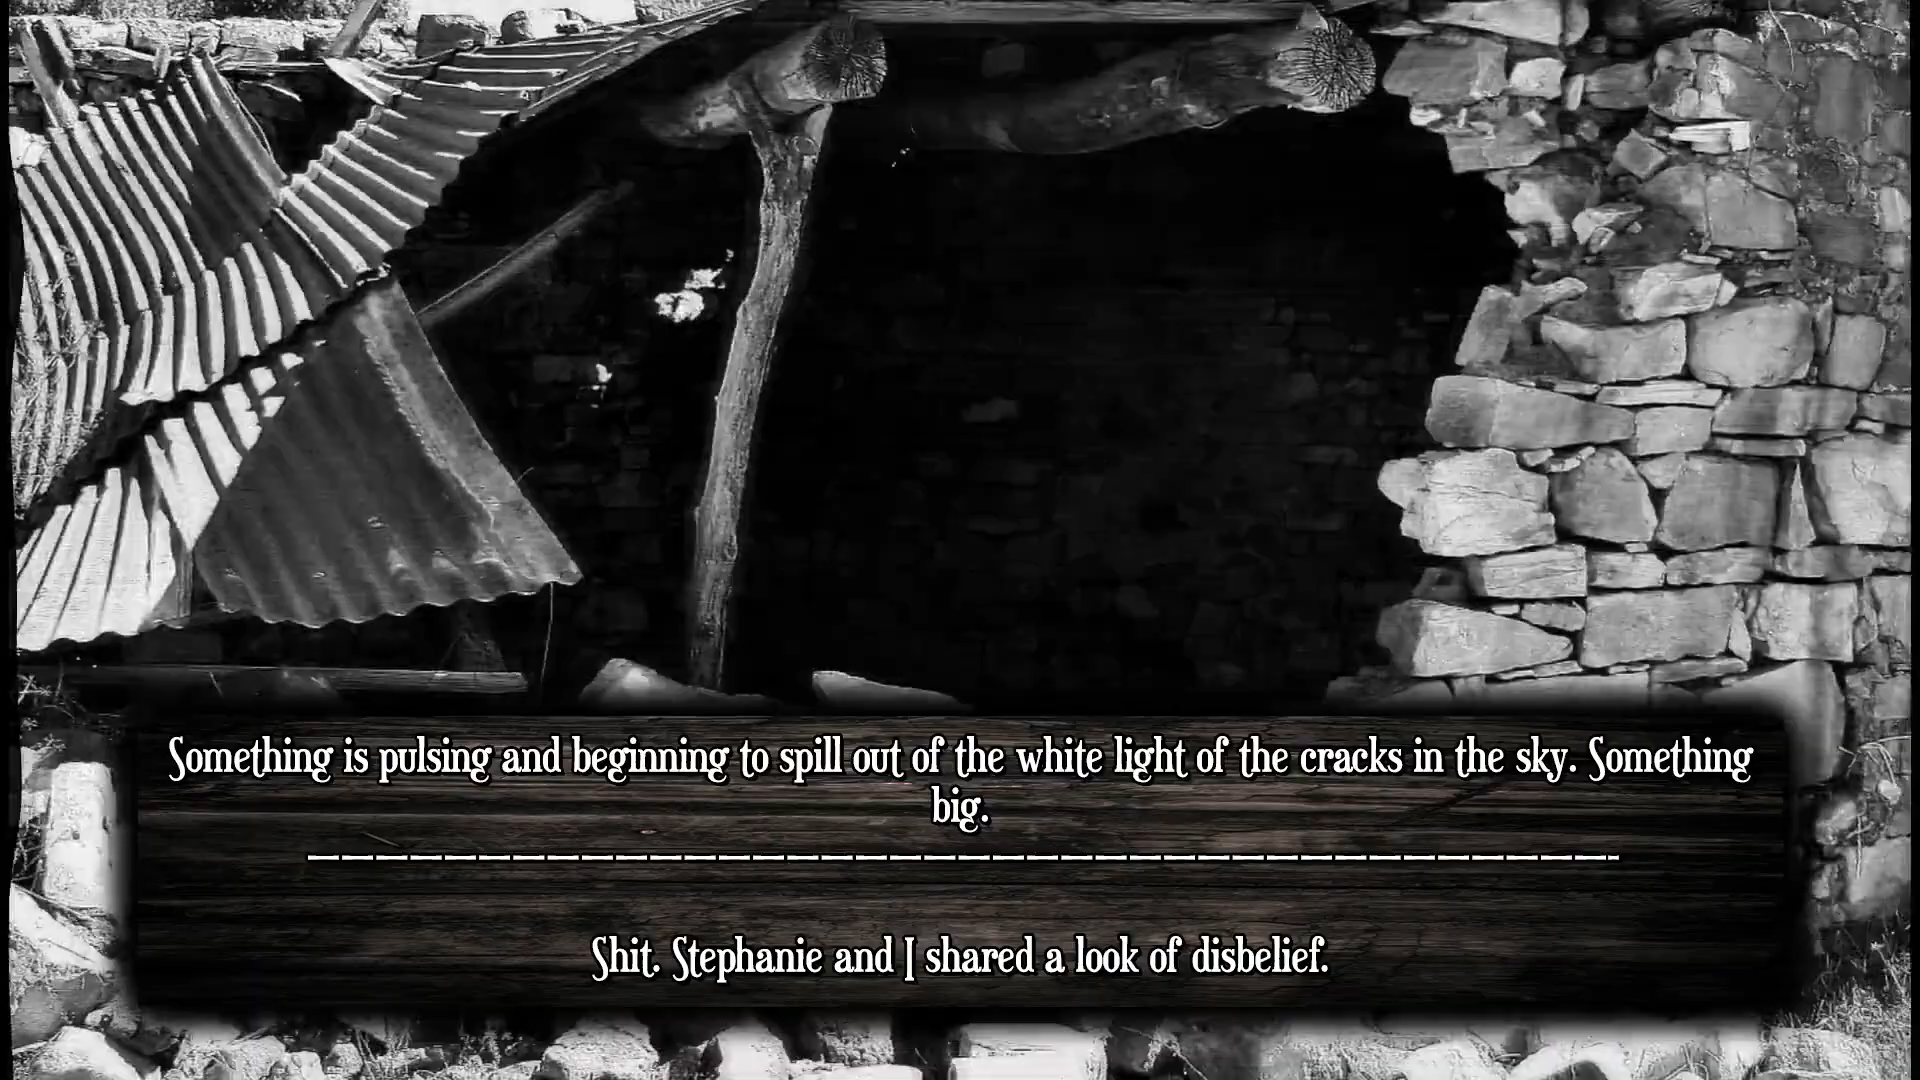 Something is pulsing and beginning to spill out of the white light of the cracks in the sky. Something
big.
Shit. Stephanie and I shared a look of disbelief.